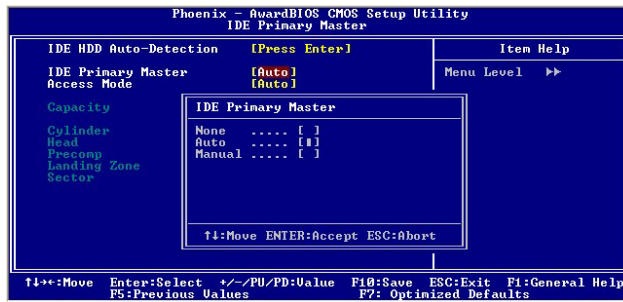 Phoenix - AwardBIOS CMOS Setup Utility
IDE Primary Master
IDE HDD Auto-Detection [Press Enter]
Item Help
IDE Primary Master [Auto]
Access Mode [Auto]
Menu Level ▸▸
Capacity
Cylinder
Head
Precomp
Landing Zone
Sector
IDE Primary Master
None ..... [ ]
Auto ..... [■]
Manual ..... [ ]
↑↓:Move ENTER:Accept ESC:Abort
↑↓→←:Move Enter:Select +/-/PU/PD:Value F10:Save ESC:Exit F1:General Help
F5:Previous Values F7: Optimized Defaults